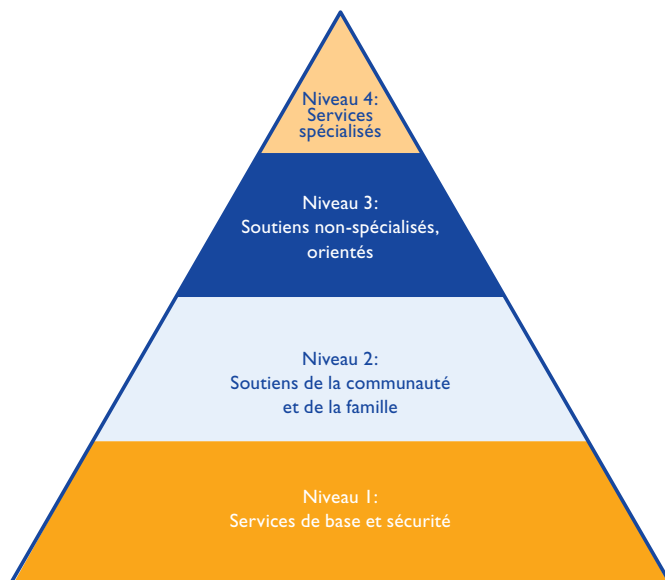 Niveau 4:
Services
spécialisés
Niveau 3:
Soutiens non-spécialisés,
orientés
Niveau 2:
Soutiens de la communauté
et de la famille
Niveau 1:
Services de base et sécurité